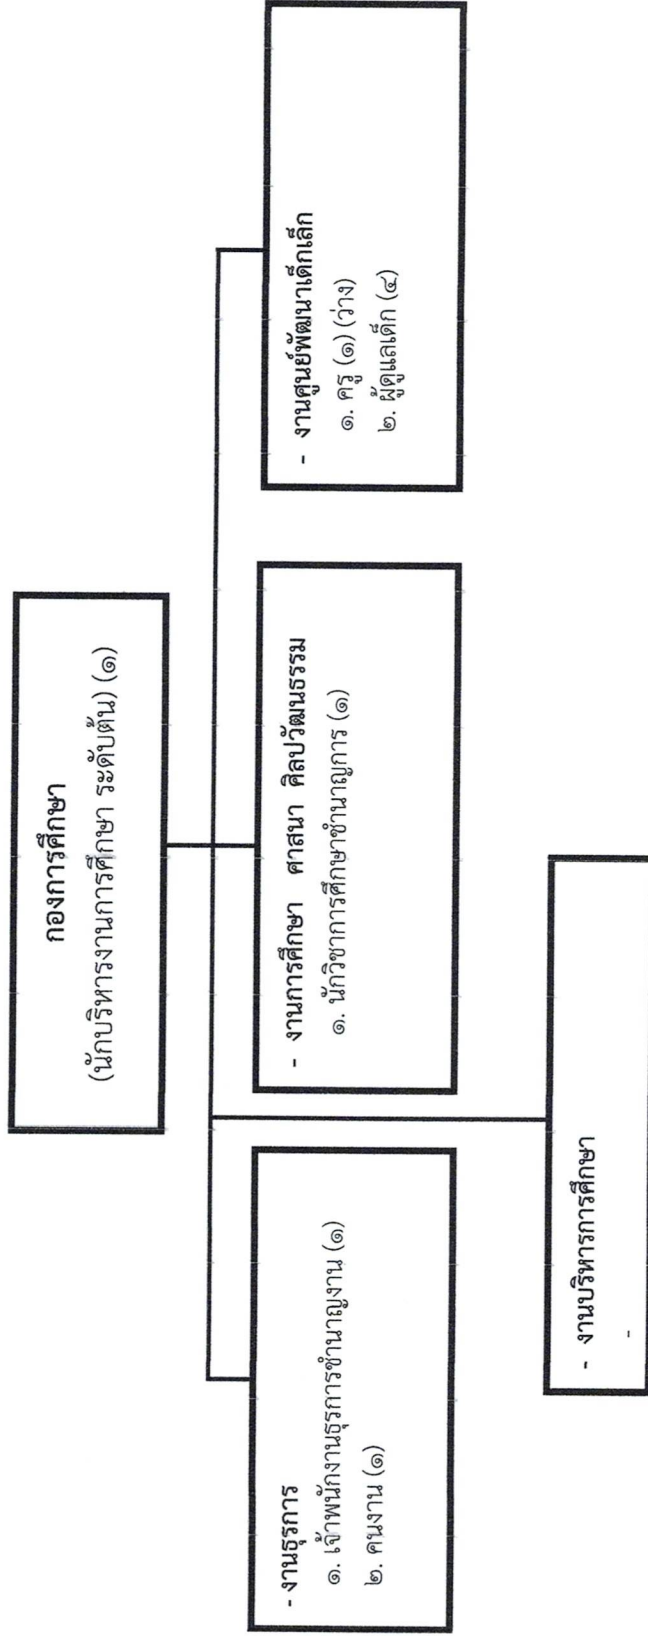 กองการศึกษา
(นักบริหารงานการศึกษา ระดับต้น) (๑)
- งานธุรการ
๑. เจ้าพนักงานธุรการชำนาญงาน (๑)
๒. คนงาน (๑)
- งานการศึกษา ศาสนา ศิลปวัฒนธรรม
๑. นักวิชาการศึกษาชำนาญการ (๑)
- งานศูนย์พัฒนาเด็กเล็ก
๑. ครู (๑) (ว่าง)
๒. ผู้ดูแลเด็ก (๔)
- งานบริหารการศึกษา
-